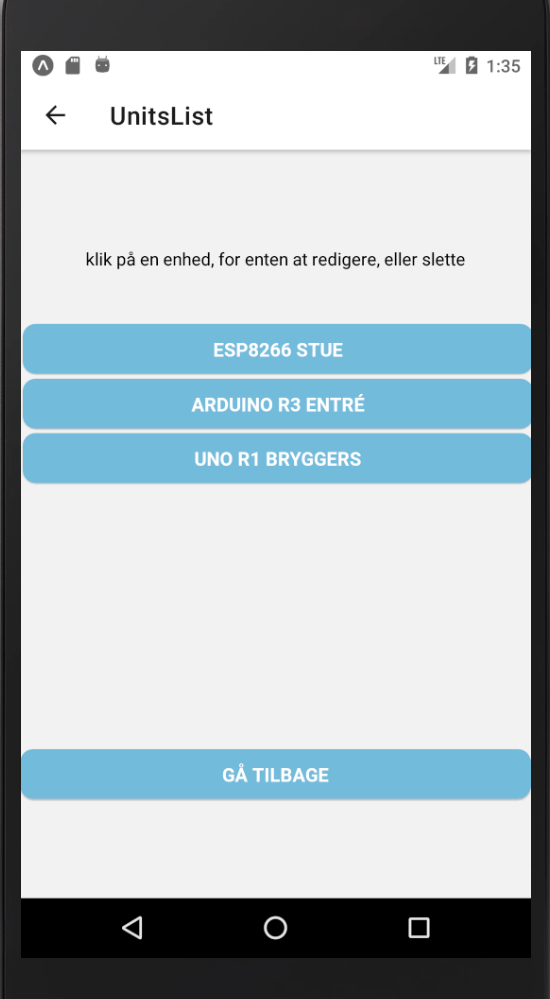 LTE 1:35
UnitsList
klik på en enhed, for enten at redigere, eller slette
ESP8266 STUE
ARDUINO R3 ENTRÉ
UNO R1 BRYGGERS
GÅ TILBAGE